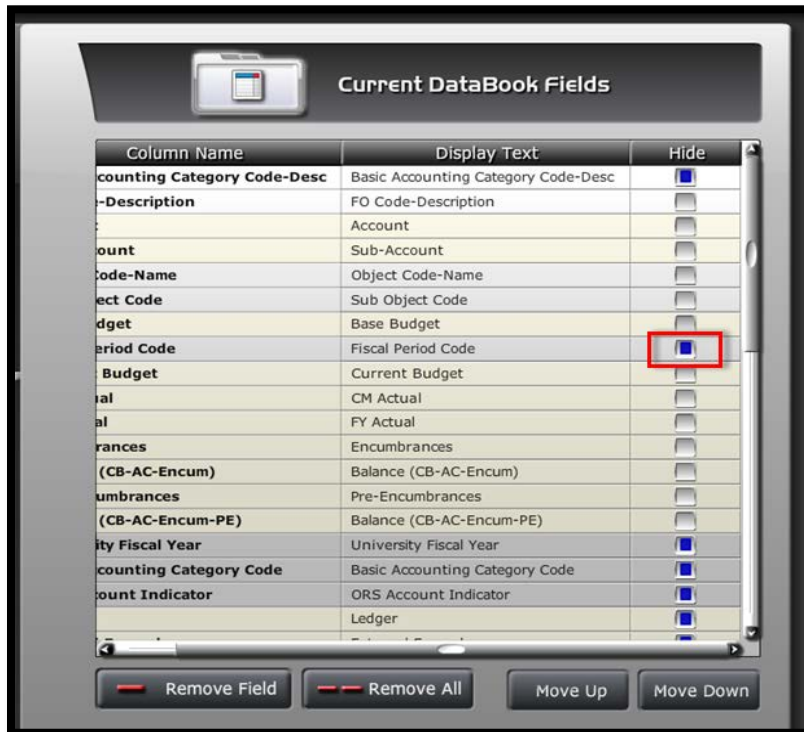 Current DataBook Fields
Column Name Display Text Hide
counting Category Code-Desc Basic Accounting Category Code-Desc
-Description FO Code-Description
Account
ount Sub-Account
Code-Name Object Code-Name
ect Code Sub Object Code
dget Base Budget
eriod Code Fiscal Period Code
Budget Current Budget
al CM Actual
al FY Actual
rances Encumbrances
(CB-AC-Encum) Balance (CB-AC-Encum)
umbrances Pre-Encumbrances
(CB-AC-Encum-PE) Balance (CB-AC-Encum-PE)
ity Fiscal Year University Fiscal Year
counting Category Code Basic Accounting Category Code
ount Indicator ORS Account Indicator
Ledger
Remove Field Remove All Move Up Move Down